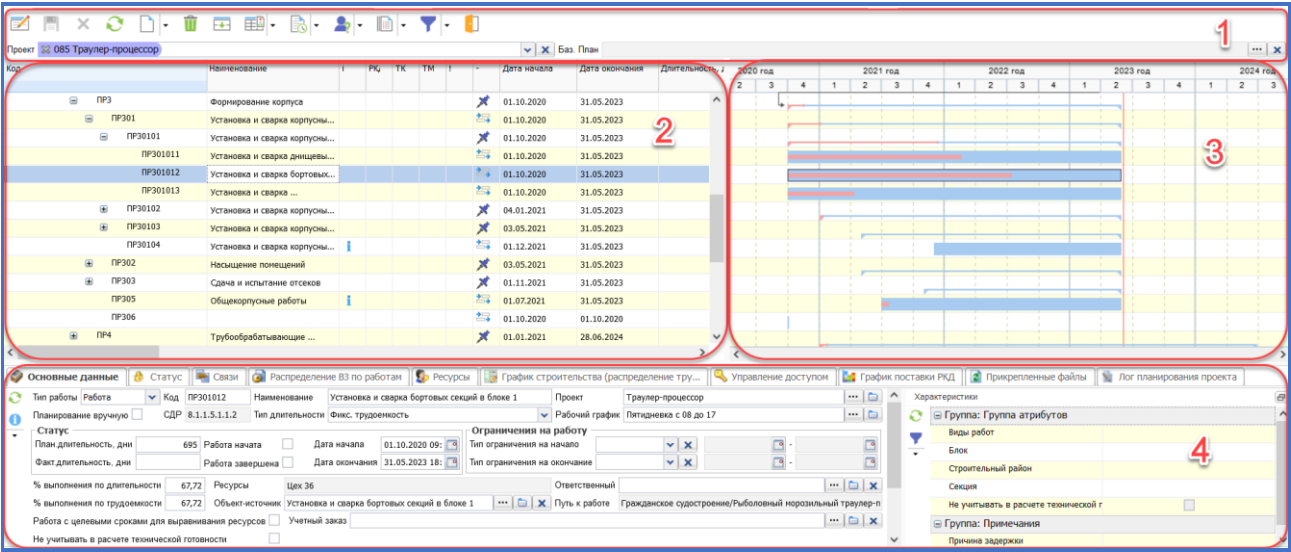 1
Проект 085 Траулер-процессор Баз. План
Код Наименование РК, ТК ТМ ! - Дата начала Дата окончания Длительность,
2020 год 2021 год 2022 год 2023 год 2024 год
2 3 4 1 2 3 4 1 2 3 4 1 2 3 4 1 2 3
ПР3 Формирование корпуса 01.10.2020 31.05.2023
ПР301 Установка и сварка корпусны... 01.10.2020 31.05.2023
2
ПР30101 Установка и сварка корпусны... 01.10.2020 31.05.2023
3
ПР301011 Установка и сварка днищевы... 01.10.2020 31.05.2023
ПР301012 Установка и сварка бортовых... 01.10.2020 31.05.2023
ПР301013 Установка и сварка ... 01.10.2020 31.05.2023
ПР30102 Установка и сварка корпусны... 04.01.2021 31.05.2023
ПР30103 Установка и сварка корпусны... 03.05.2021 31.05.2023
ПР30104 Установка и сварка корпусны... i 01.12.2021 31.05.2023
ПР302 Насыщение помещений 03.05.2021 31.05.2023
ПР303 Сдача и испытание отсеков 01.11.2021 31.05.2023
ПР305 Общекорпусные работы i 01.07.2021 31.05.2023
ПР306 01.10.2020 01.10.2020
ПР4 Трубообрабатывающие ... 01.01.2021 28.06.2024
Основные данные Статус Связи Распределение ВЗ по работам Ресурсы График строительства (распределение тру... Управление доступом График поставки РКД Прикрепленные файлы Лог планирования проекта
Тип работы Работа Код ПР301012 Наименование Установка и сварка бортовых секций в блоке 1 Проект Траулер-процессор
Планирование вручную СДР 8.1.1.5.1.1.2 Тип длительности Фикс. трудоемкость Рабочий график Пятидневка с 08 до 17
Статус
План.длительность, дни 695 Работа начата Дата начала 01.10.2020 09:
Факт.длительность, дни Работа завершена Дата окончания 31.05.2023 18:
Ограничения на работу
Тип ограничения на начало -
Тип ограничения на окончание -
% выполнения по длительности 67,72 Ресурсы Цех 36 Ответственный
% выполнения по трудоемкости 67,72 Объект-источник Установка и сварка бортовых секций в блоке 1 Путь к работе Гражданское судостроение/Рыболовный морозильный траулер-п
Работа с целевыми сроками для выравнивания ресурсов Учетный заказ
Не учитывать в расчете технической готовности
Характеристики
Группа: Группа атрибутов
Виды работ
Блок
4
Строительный район
Секция
Не учитывать в расчете технической г
Группа: Примечания
Причина задержки